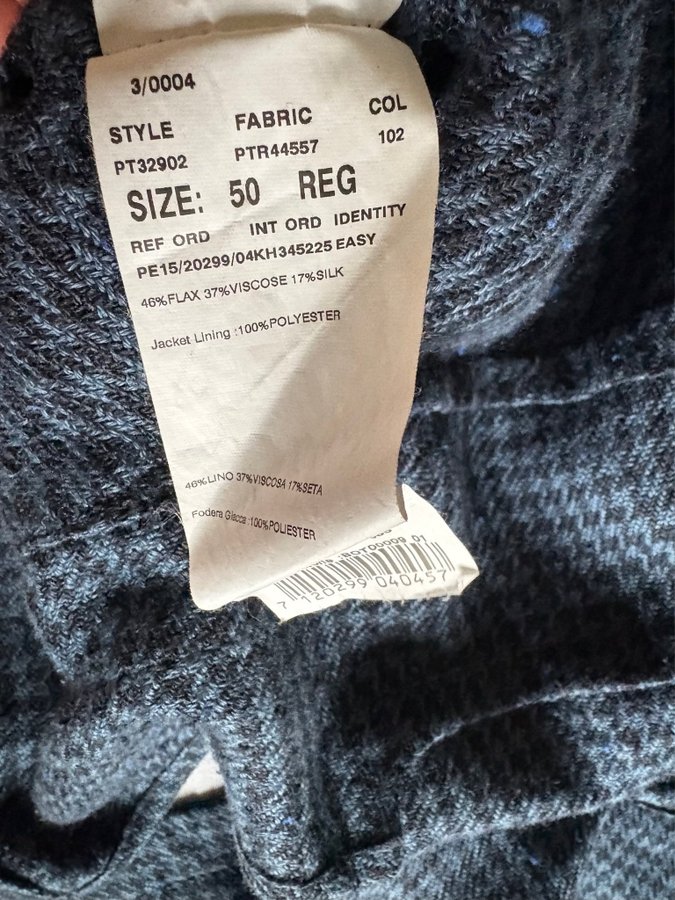 3/0004
STYLE FABRIC COL
PT32902 PTR44557 102
SIZE: 50 REG
REF ORD INT ORD IDENTITY
PE15/20299/04KH345225 EASY
46%FLAX 37%VISCOSE 17%SILK
Jacket Lining :100%POLYESTER
46%LINO 37%VISCOSA 17%SETA
Fodera Giacca :100%POLIESTER
7 120299 040457